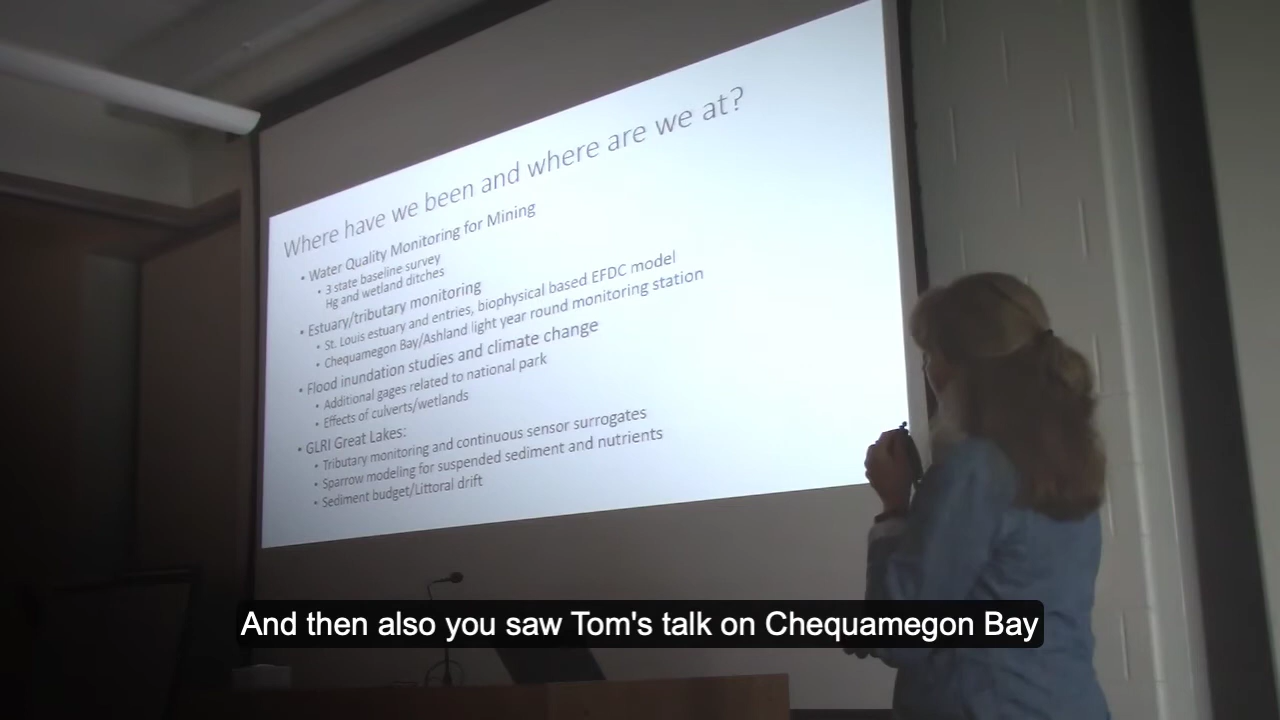 Where have we been and where are we at?
• Water Quality Monitoring for Mining
• 3-state baseline survey
Hg and wetland ditches
• Estuary/tributary monitoring
• St. Louis estuary and entries, biophysical based EFDC model
• Chequamegon Bay/Ashland light year round monitoring station
• Flood inundation studies and climate change
• Additional gages related to national park
• Effects of culverts/wetlands
• GLRI Great Lakes:
• Tributary monitoring and continuous sensor surrogates
• Sparrow modeling for suspended sediment and nutrients
• Sediment budget/Littoral drift
And then also you saw Tom's talk on Chequamegon Bay